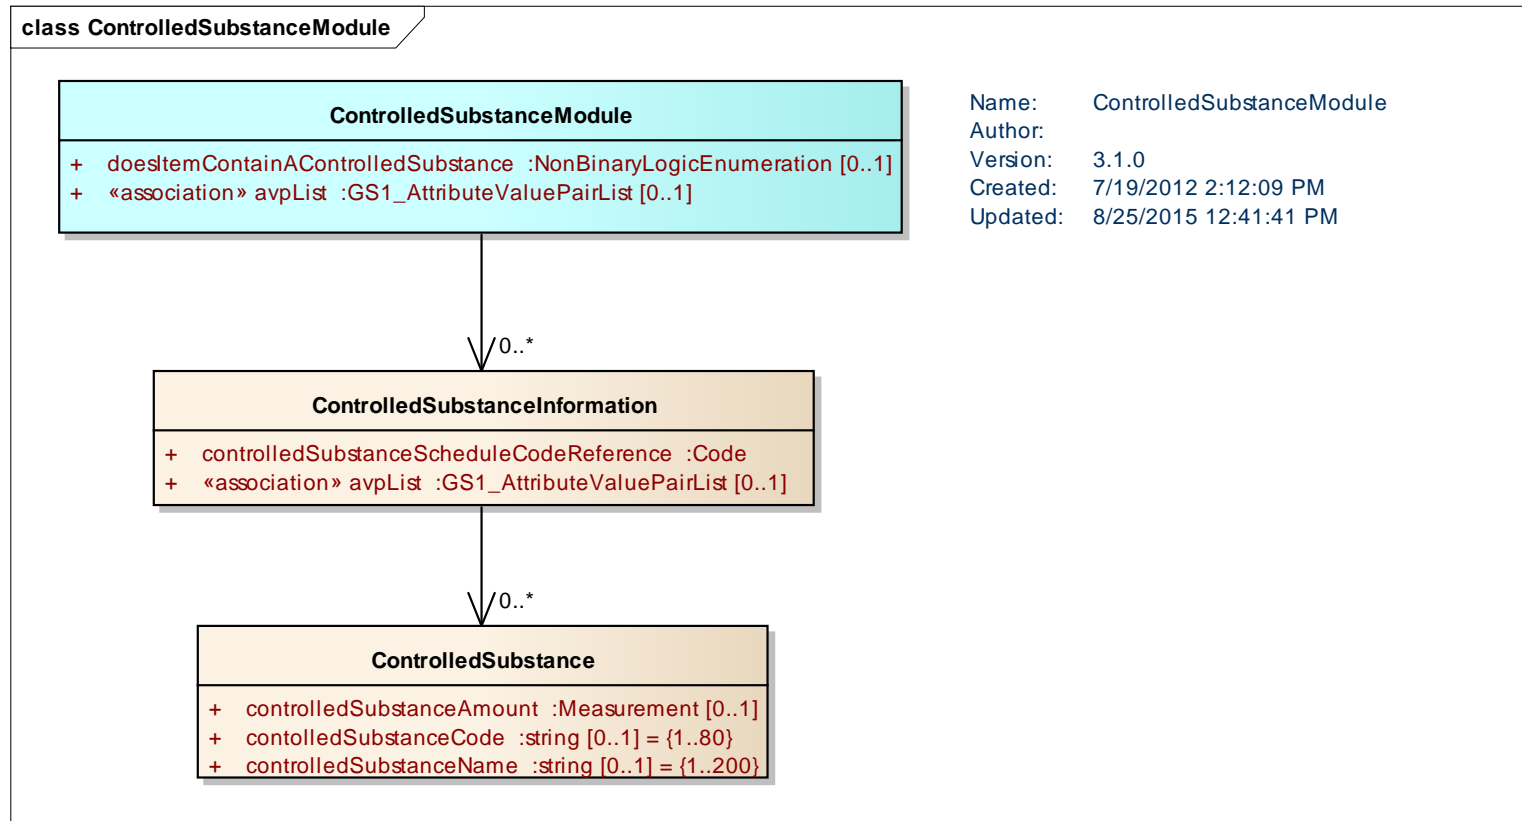 class ControlledSubstanceModule
ControlledSubstanceModule
+ doesItemContainAControlledSubstance :NonBinaryLogicEnumeration [0..1]
+ «association» avpList :GS1_AttributeValuePairList [0..1]
Name: ControlledSubstanceModule
Author:
Version: 3.1.0
Created: 7/19/2012 2:12:09 PM
Updated: 8/25/2015 12:41:41 PM
0..*
ControlledSubstanceInformation
+ controlledSubstanceScheduleCodeReference :Code
+ «association» avpList :GS1_AttributeValuePairList [0..1]
0..*
ControlledSubstance
+ controlledSubstanceAmount :Measurement [0..1]
+ contolledSubstanceCode :string [0..1] = {1..80}
+ controlledSubstanceName :string [0..1] = {1..200}